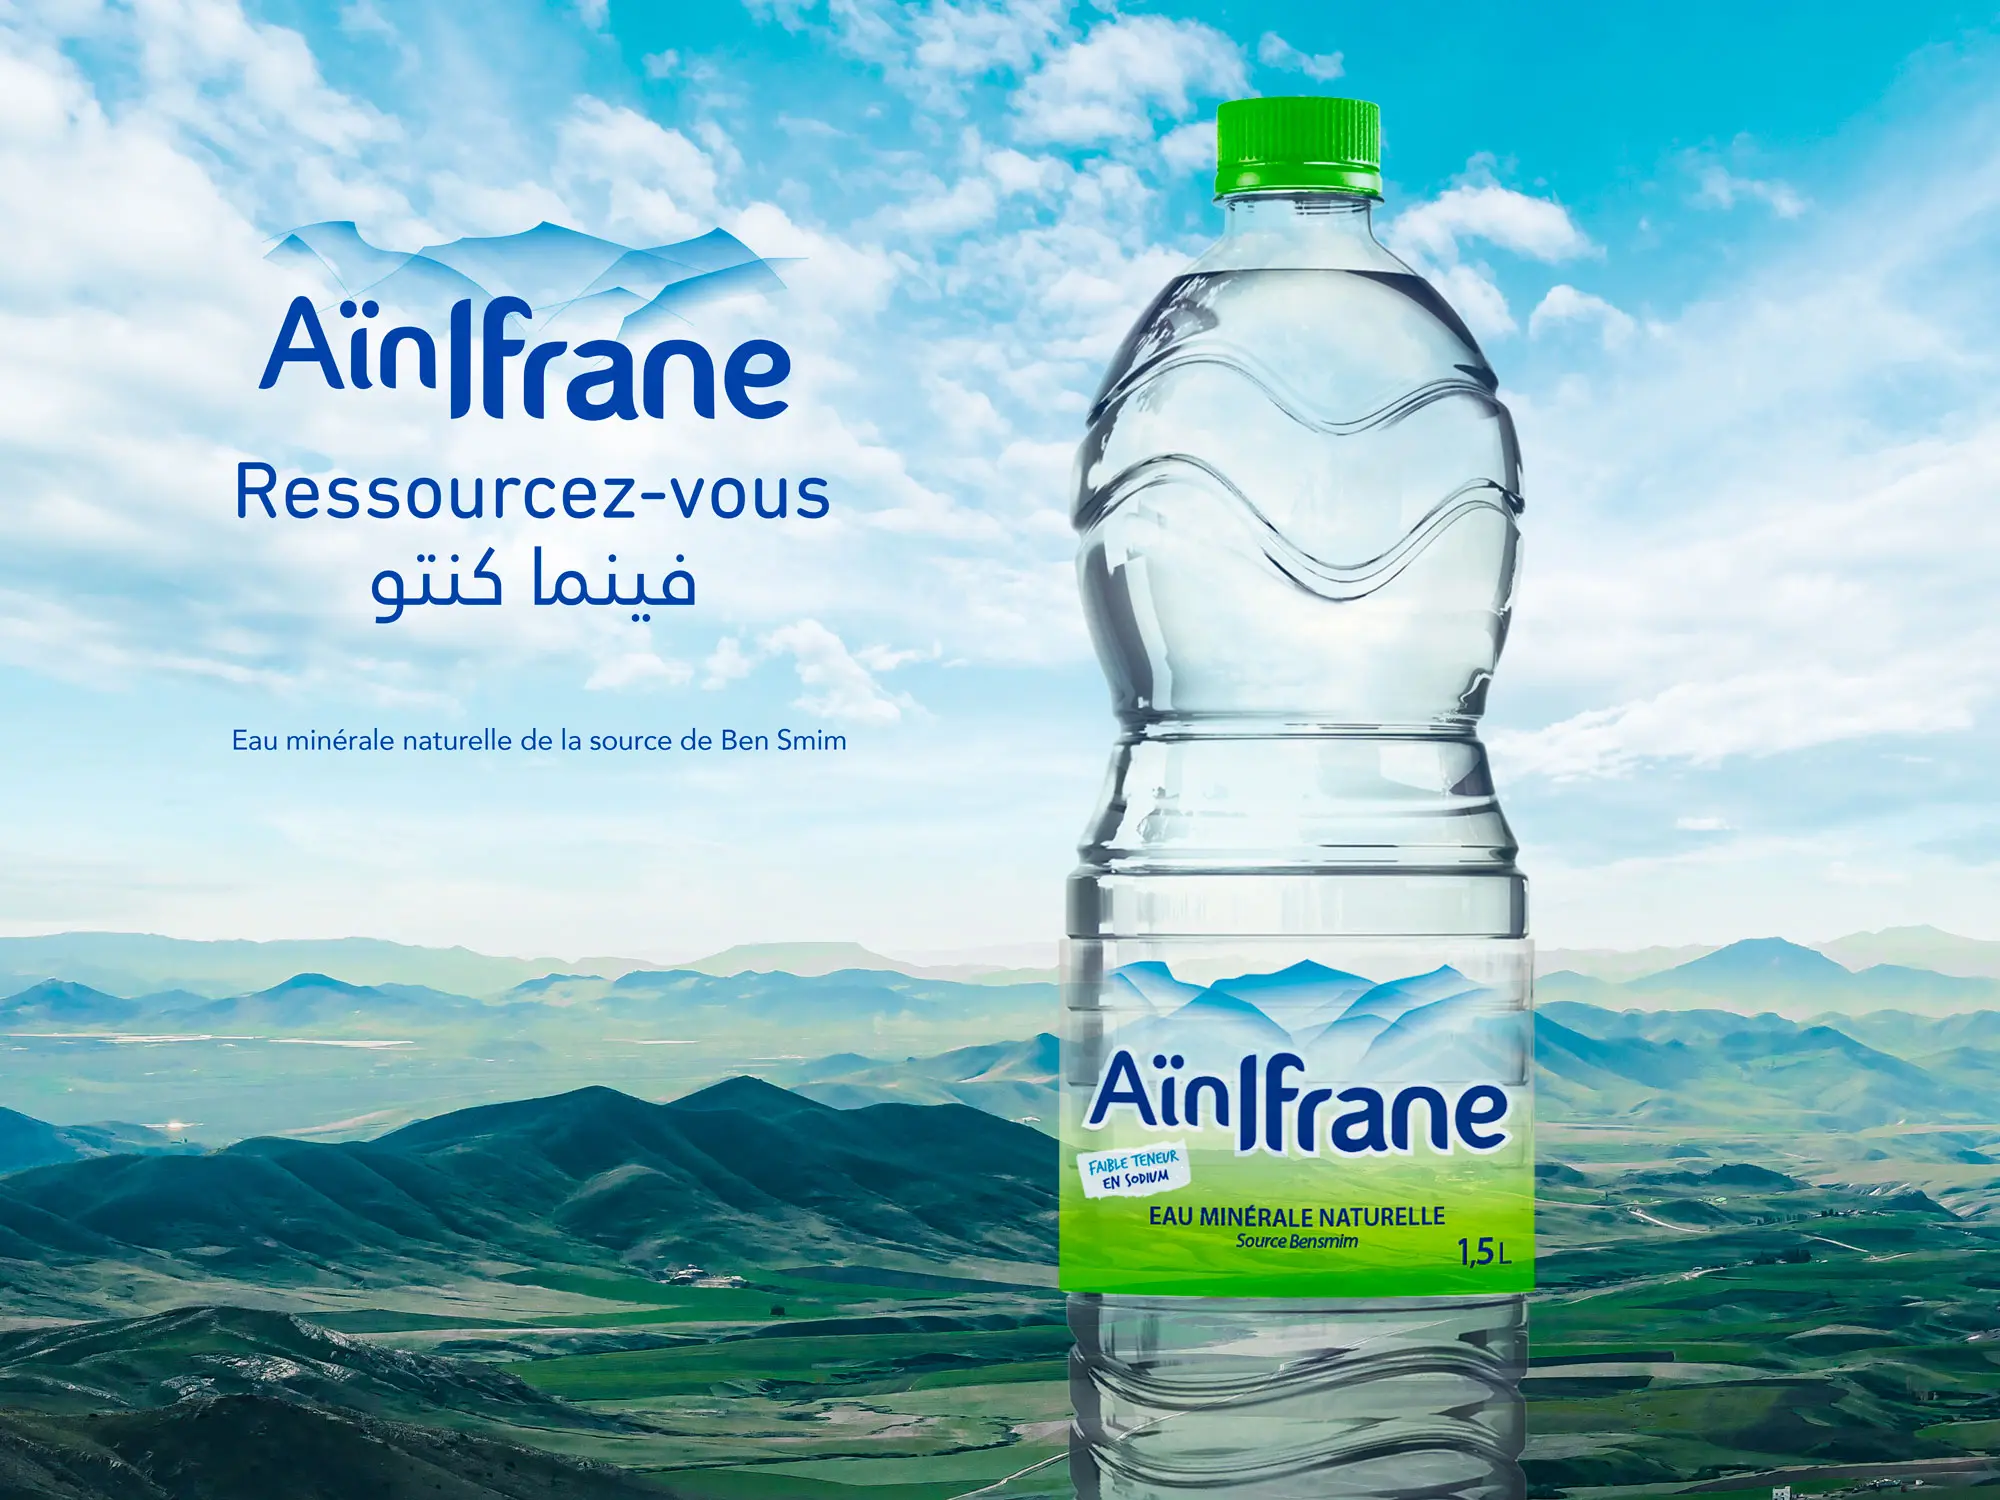 AïnIfrane
Ressourcez-vous
فينما كنتو
Eau minérale naturelle de la source de Ben Smim
AïnIfrane
FAIBLE TENEUR
EN SODIUM
EAU MINÉRALE NATURELLE
Source Bensmim
1,5 L